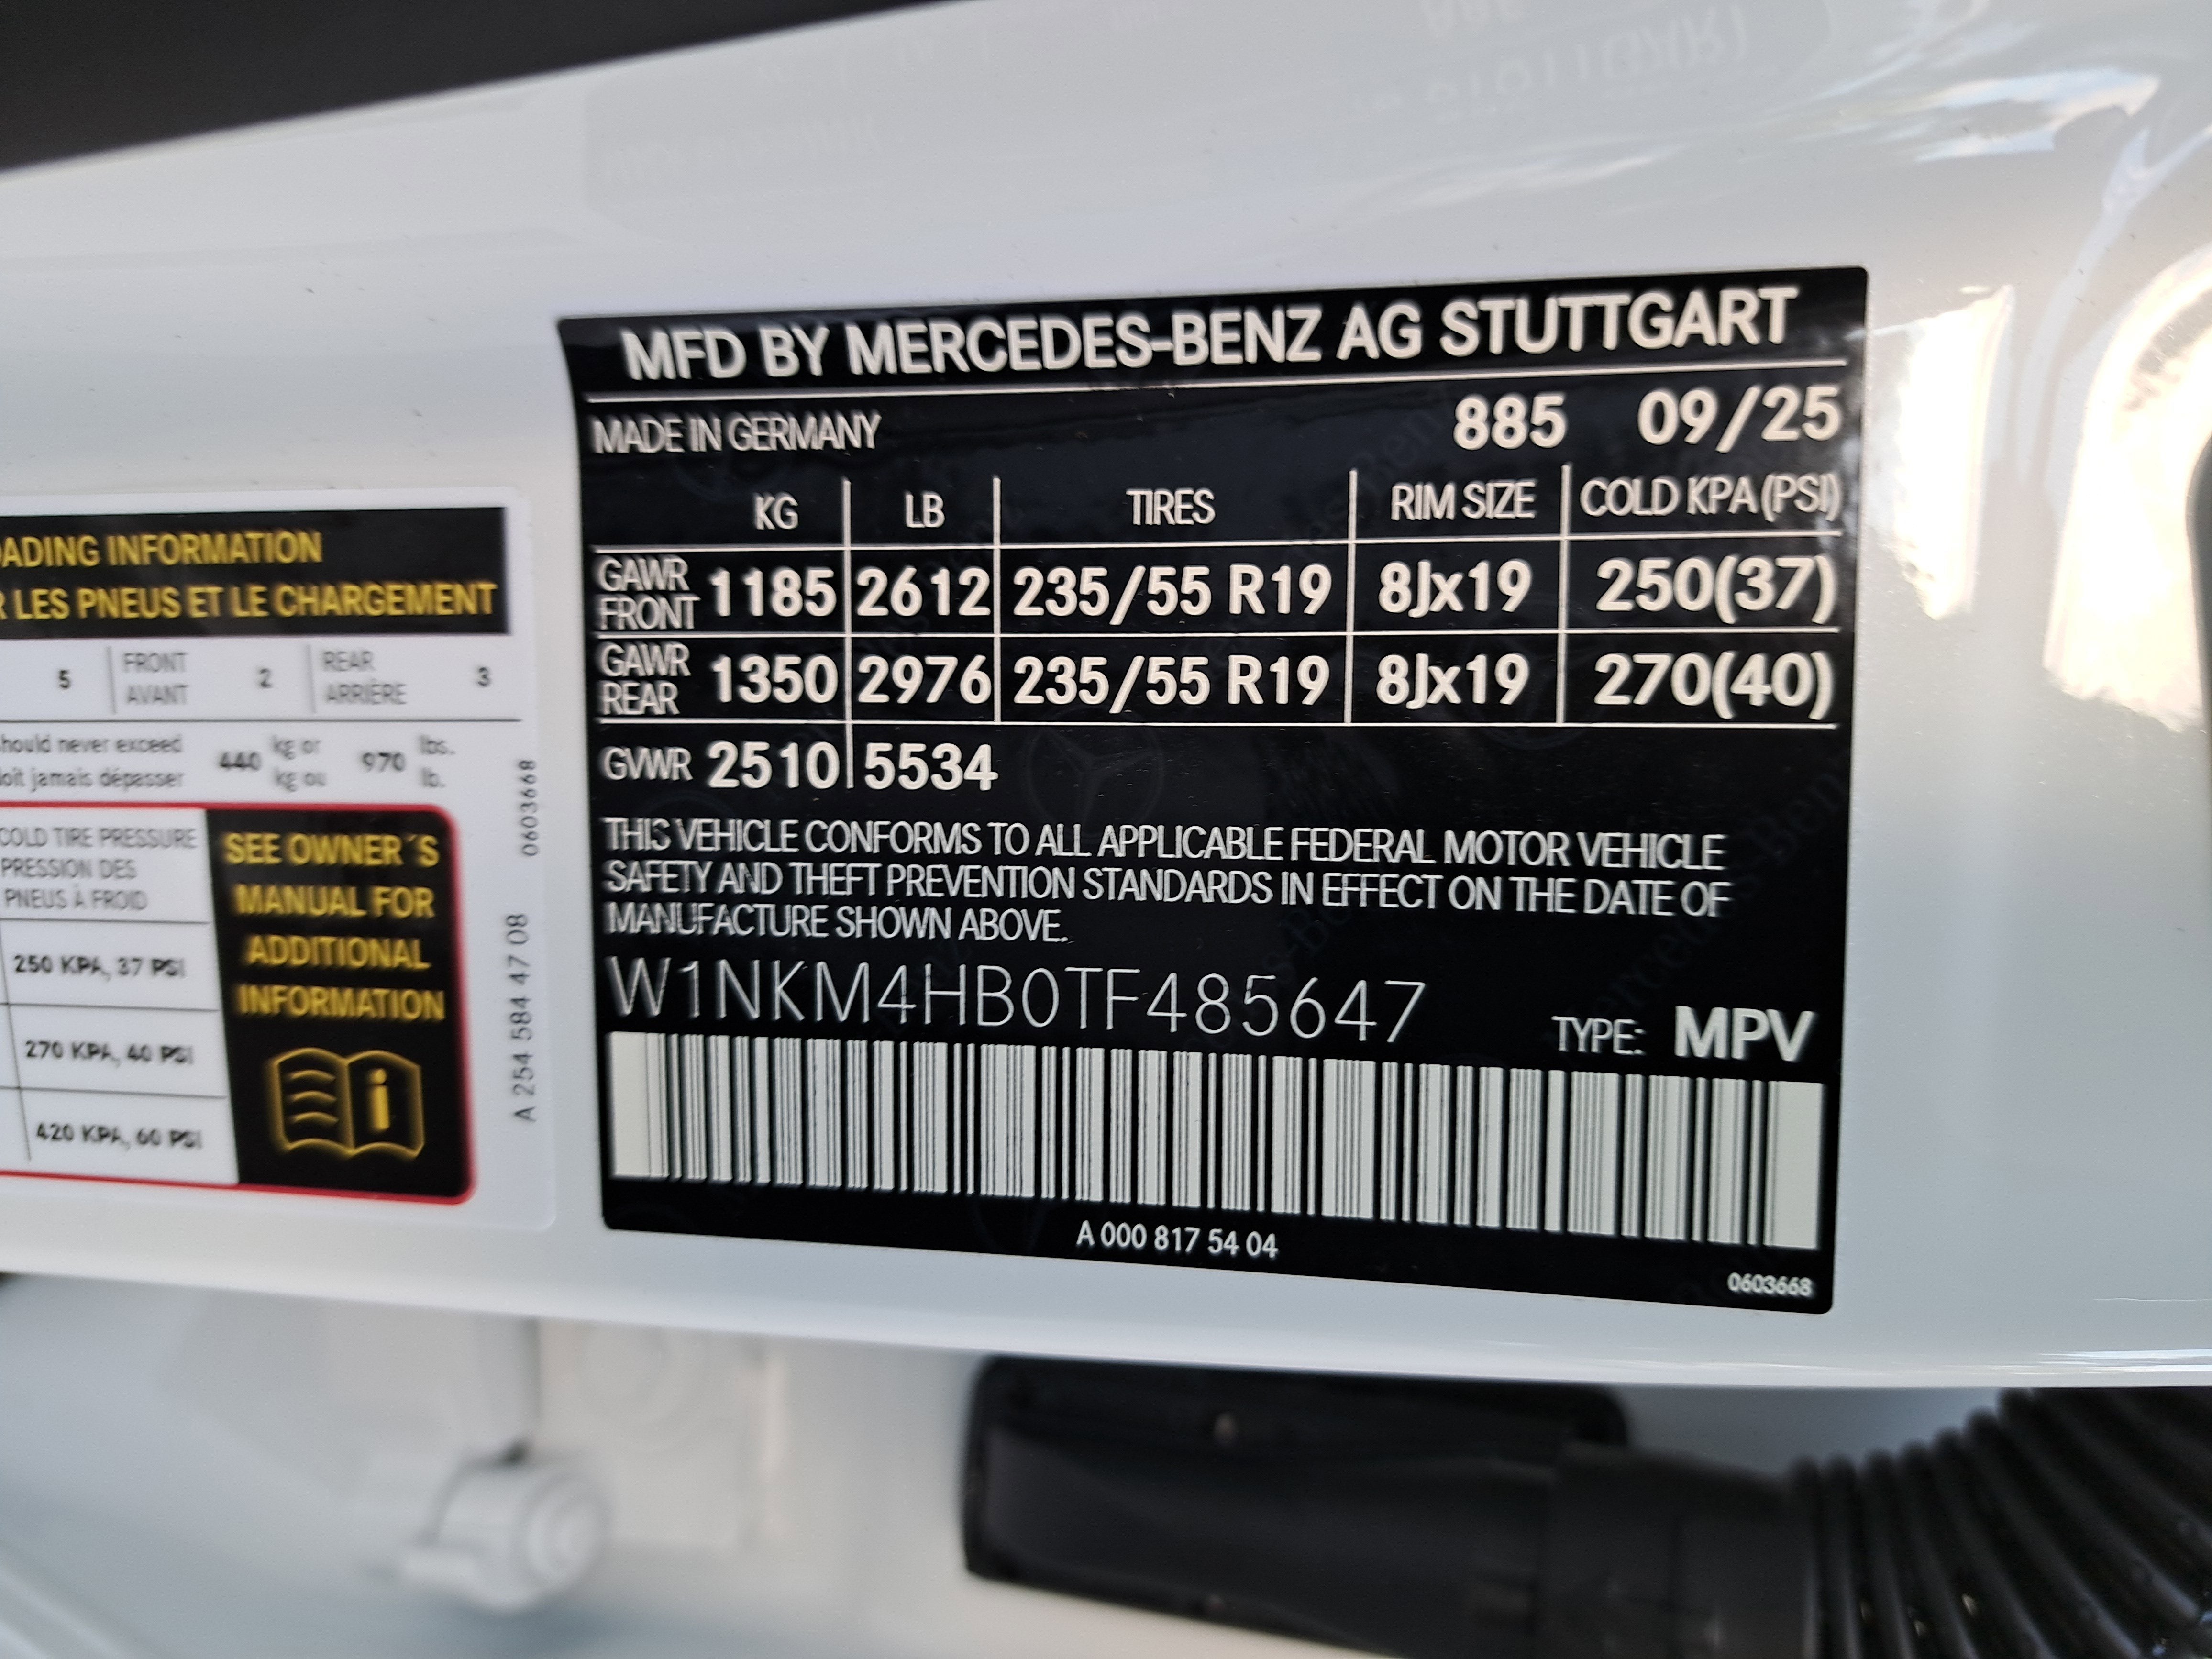 MFD BY MERCEDES-BENZ AG STUTTGART
MADE IN GERMANY 885 09/25
KG LB TIRES RIM SIZE COLD KPA (PSI)
GAWR FRONT 1185 2612 235/55 R19 8Jx19 250(37)
GAWR REAR 1350 2976 235/55 R19 8Jx19 270(40)
GVWR 2510 5534
THIS VEHICLE CONFORMS TO ALL APPLICABLE FEDERAL MOTOR VEHICLE
SAFETY AND THEFT PREVENTION STANDARDS IN EFFECT ON THE DATE OF
MANUFACTURE SHOWN ABOVE.
W1NKM4HB0TF485647 TYPE: MPV
A 000 817 54 04
0603668
ADING INFORMATION
R LES PNEUS ET LE CHARGEMENT
5 FRONT AVANT 2 REAR ARRIÈRE 3
hould never exceed 440 kg or 970 lbs.
oit jamais dépasser kg ou lb.
COLD TIRE PRESSURE
PRESSION DES
PNEUS À FROID
250 KPA, 37 PSI
270 KPA, 40 PSI
420 KPA, 60 PSI
SEE OWNER'S
MANUAL FOR
ADDITIONAL
INFORMATION
A 254 584 47 08 0603668